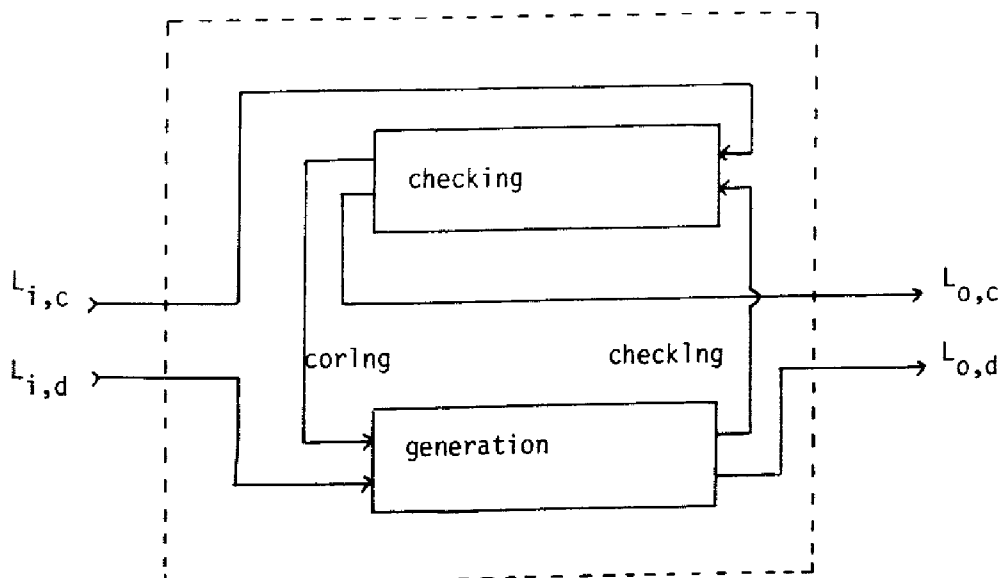 checking
L_{i,c}
L_{o,c}
corlng
checklng
L_{i,d}
L_{o,d}
generation